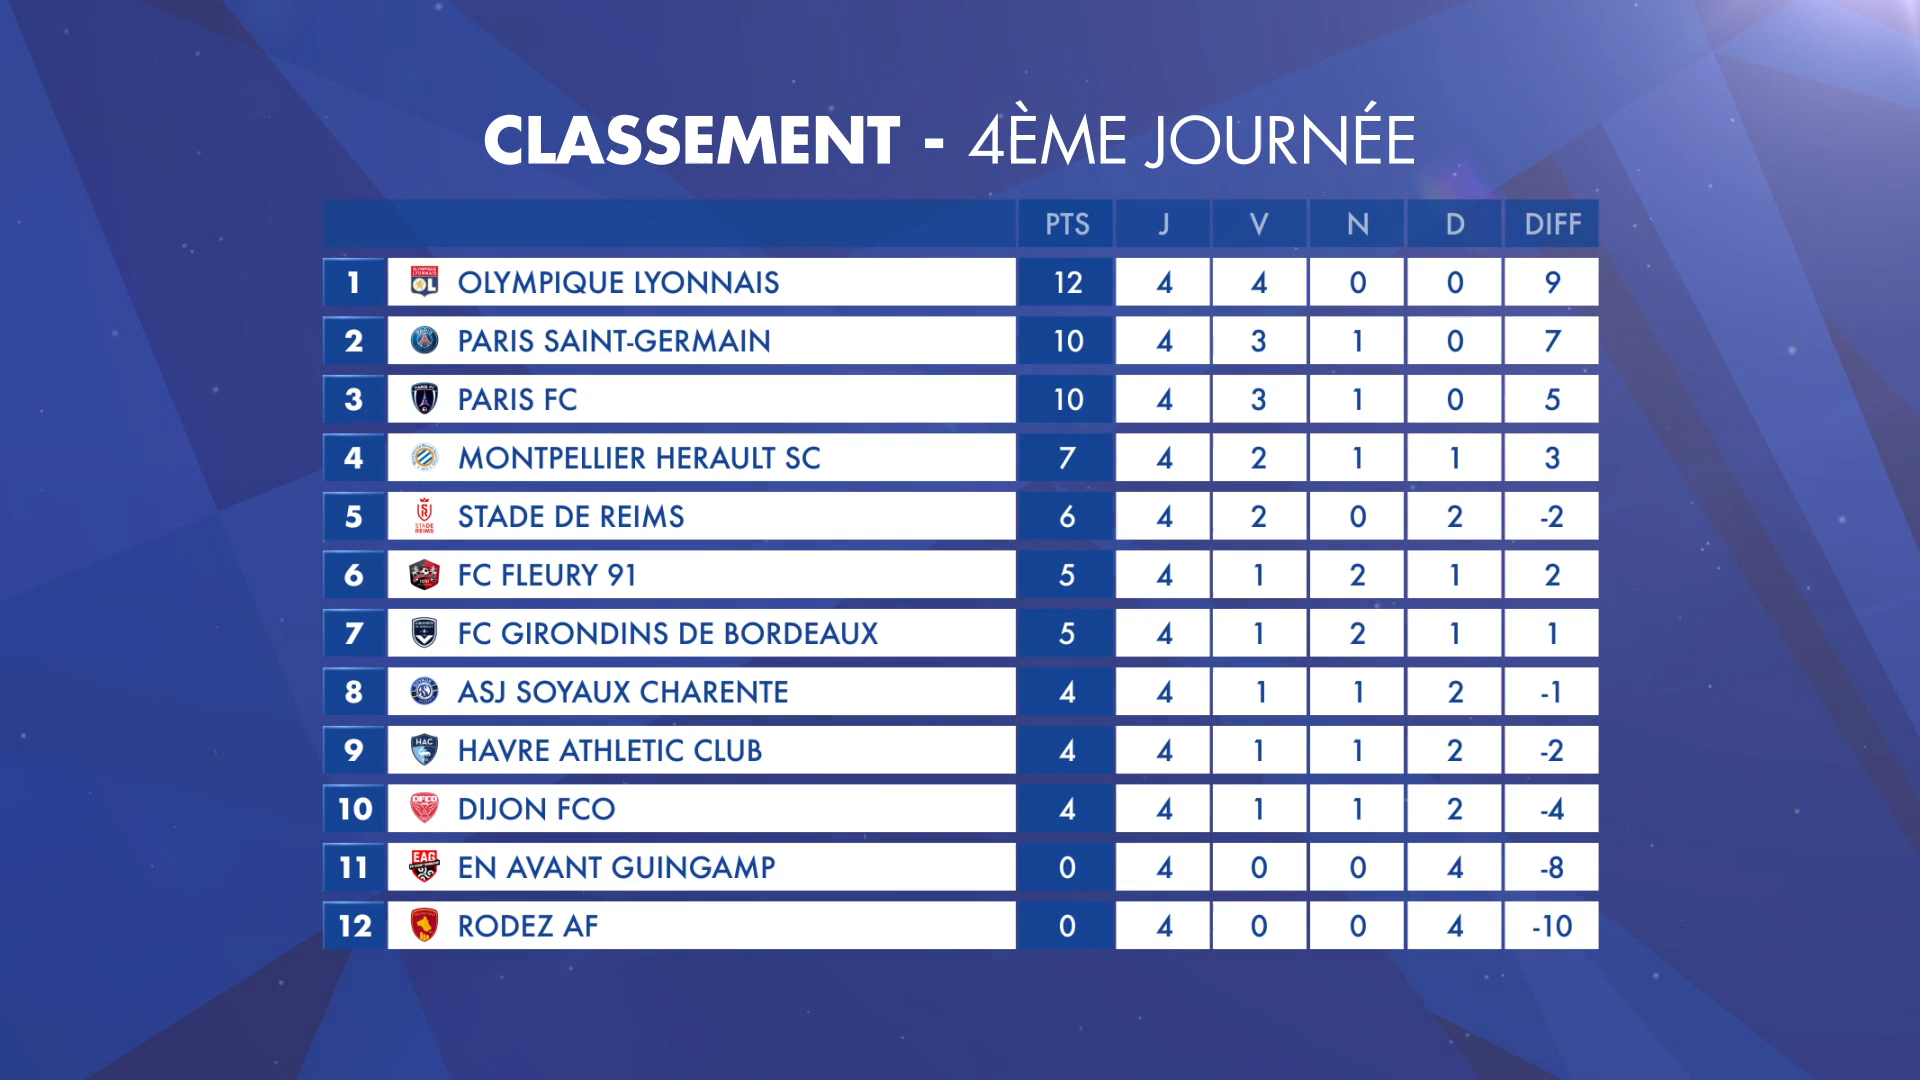 CLASSEMENT - 4ÈME JOURNÉE
PTS J V N D DIFF
1 OLYMPIQUE LYONNAIS 12 4 4 0 0 9
2 PARIS SAINT-GERMAIN 10 4 3 1 0 7
3 PARIS FC 10 4 3 1 0 5
4 MONTPELLIER HERAULT SC 7 4 2 1 1 3
5 STADE DE REIMS 6 4 2 0 2 -2
6 FC FLEURY 91 5 4 1 2 1 2
7 FC GIRONDINS DE BORDEAUX 5 4 1 2 1 1
8 ASJ SOYAUX CHARENTE 4 4 1 1 2 -1
9 HAVRE ATHLETIC CLUB 4 4 1 1 2 -2
10 DIJON FCO 4 4 1 1 2 -4
11 EN AVANT GUINGAMP 0 4 0 0 4 -8
12 RODEZ AF 0 4 0 0 4 -10